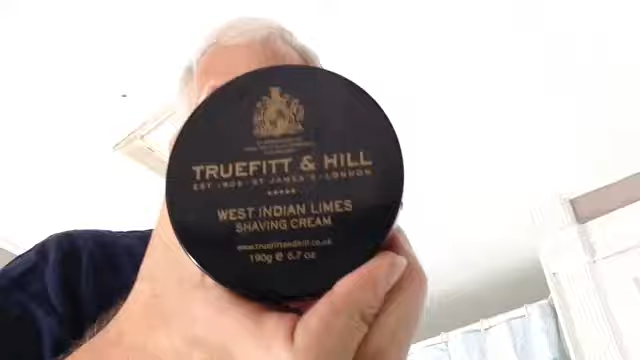 TRUEFITT & HILL
EST 1805 · ST JAMES'S · LONDON
WEST INDIAN LIMES
SHAVING CREAM
www.truefittandhill.co.uk
190g e 6.7 oz